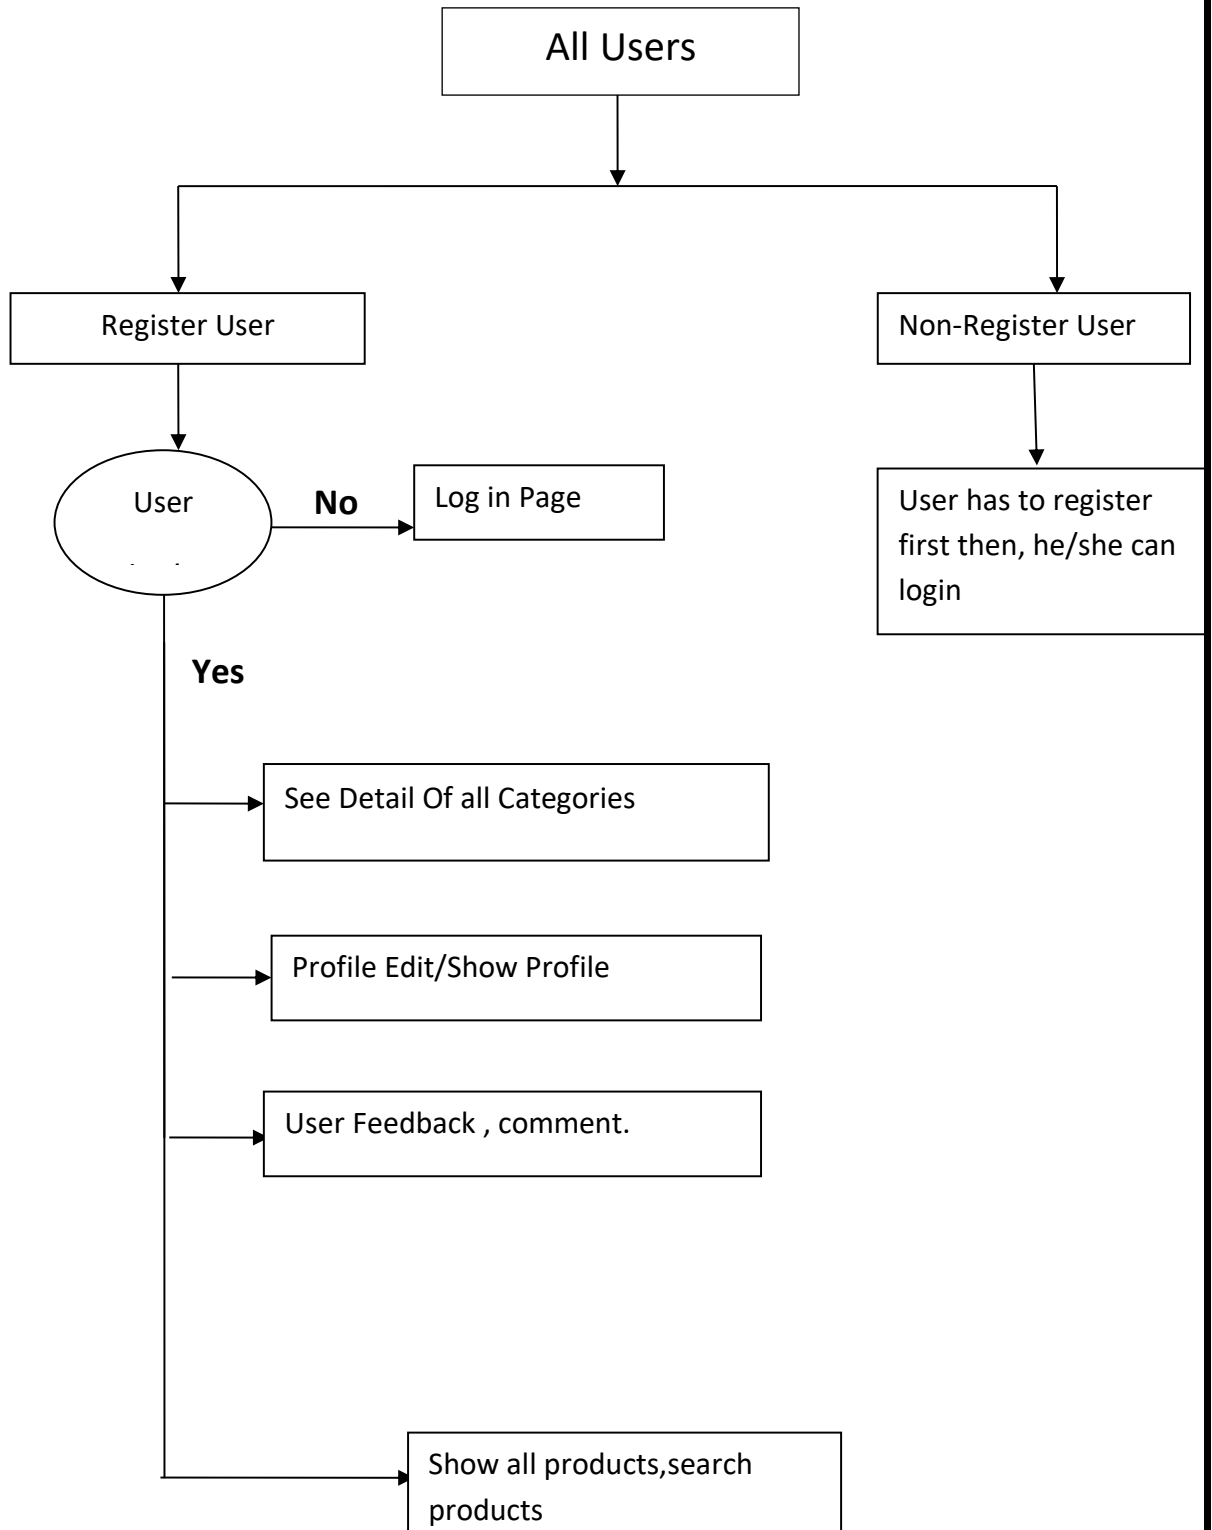 All Users
Register User
Non-Register User
User
No
Log in Page
User has to register
first then, he/she can
login
Yes
See Detail Of all Categories
Profile Edit/Show Profile
User Feedback , comment.
Show all products,search
products